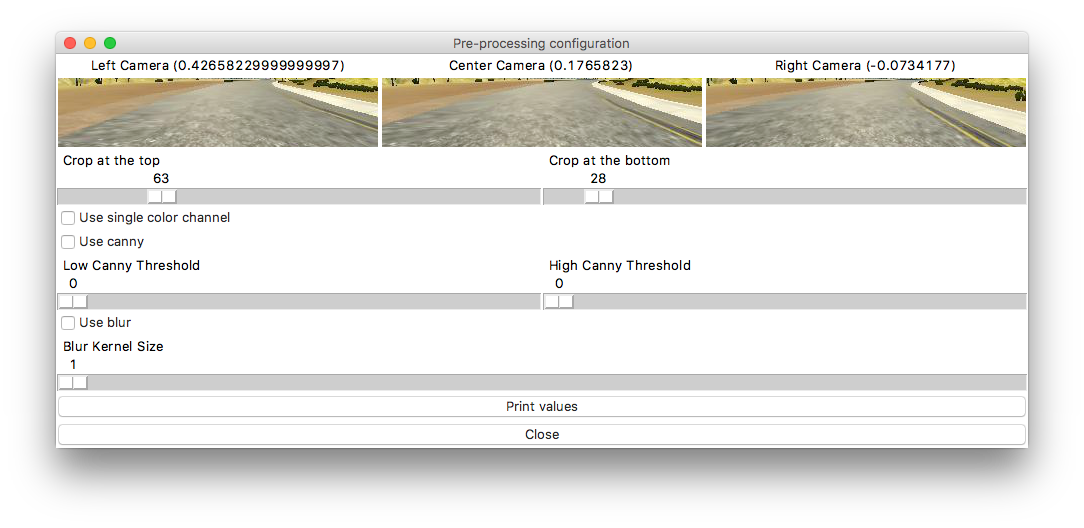 Pre-processing configuration
Left Camera (0.42658229999999997) Center Camera (0.1765823) Right Camera (-0.0734177)
Crop at the top Crop at the bottom
63 28
Use single color channel
Use canny
Low Canny Threshold High Canny Threshold
0 0
Use blur
Blur Kernel Size
1
Print values
Close